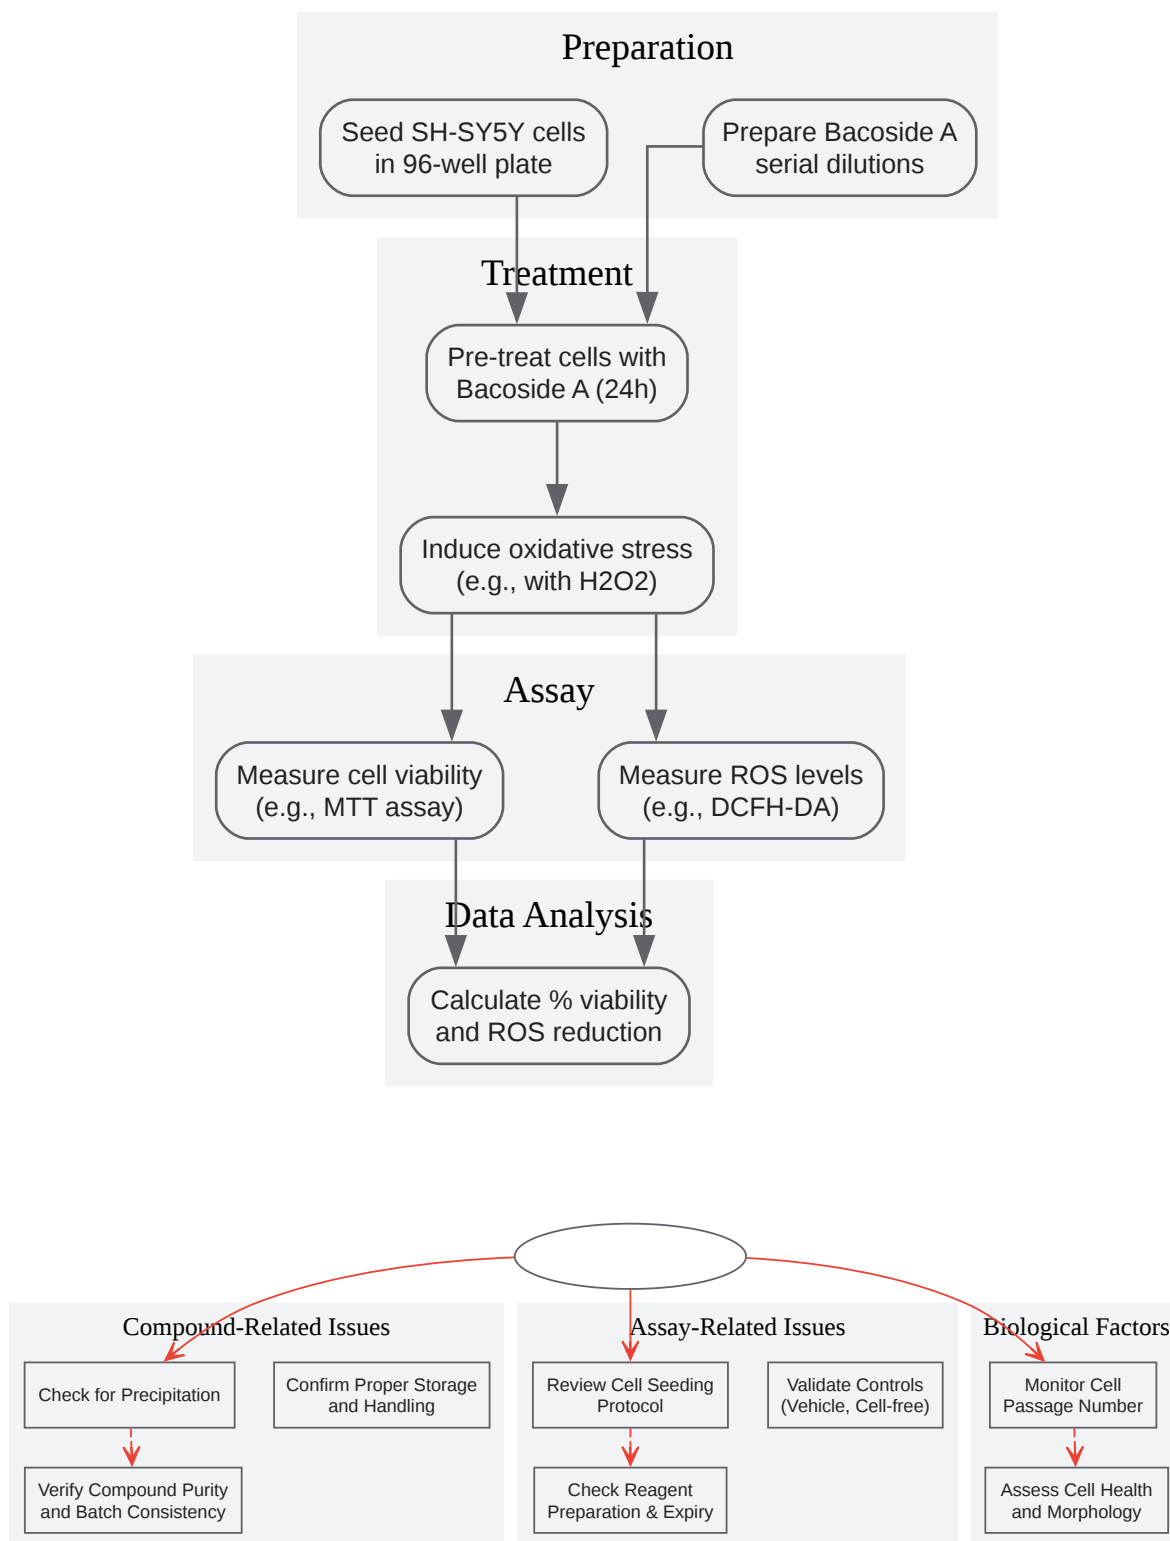 Preparation
Seed SH-SY5Y cells
in 96-well plate
Prepare Bacoside A
serial dilutions
Treatment
Pre-treat cells with
Bacoside A (24h)
Induce oxidative stress
(e.g., with H2O2)
Assay
Measure cell viability
(e.g., MTT assay)
Measure ROS levels
(e.g., DCFH-DA)
Data Analysis
Calculate % viability
and ROS reduction
Compound-Related Issues
Check for Precipitation
Confirm Proper Storage
and Handling
Verify Compound Purity
and Batch Consistency
Assay-Related Issues
Review Cell Seeding
Protocol
Validate Controls
(Vehicle, Cell-free)
Check Reagent
Preparation & Expiry
Biological Factors
Monitor Cell
Passage Number
Assess Cell Health
and Morphology